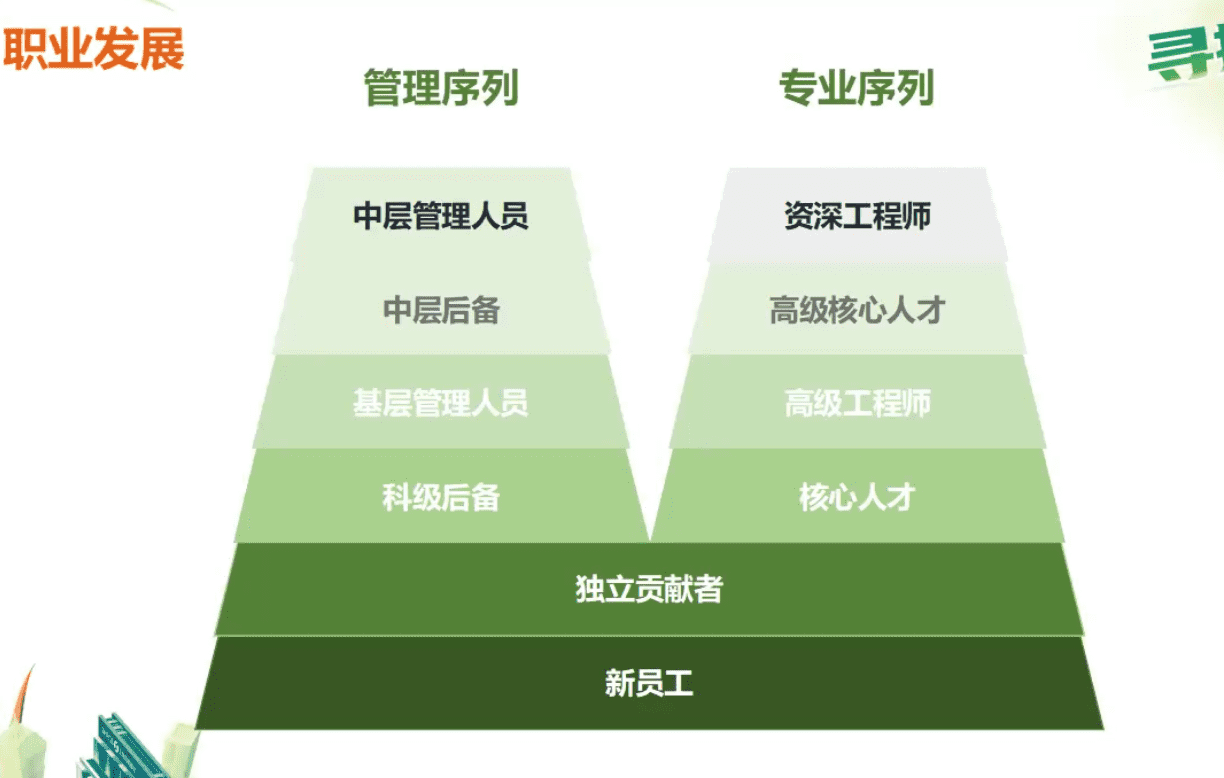 职业发展
寻
管理序列
专业序列
中层管理人员
资深工程师
中层后备
高级核心人才
基层管理人员
高级工程师
科级后备
核心人才
独立贡献者
新员工